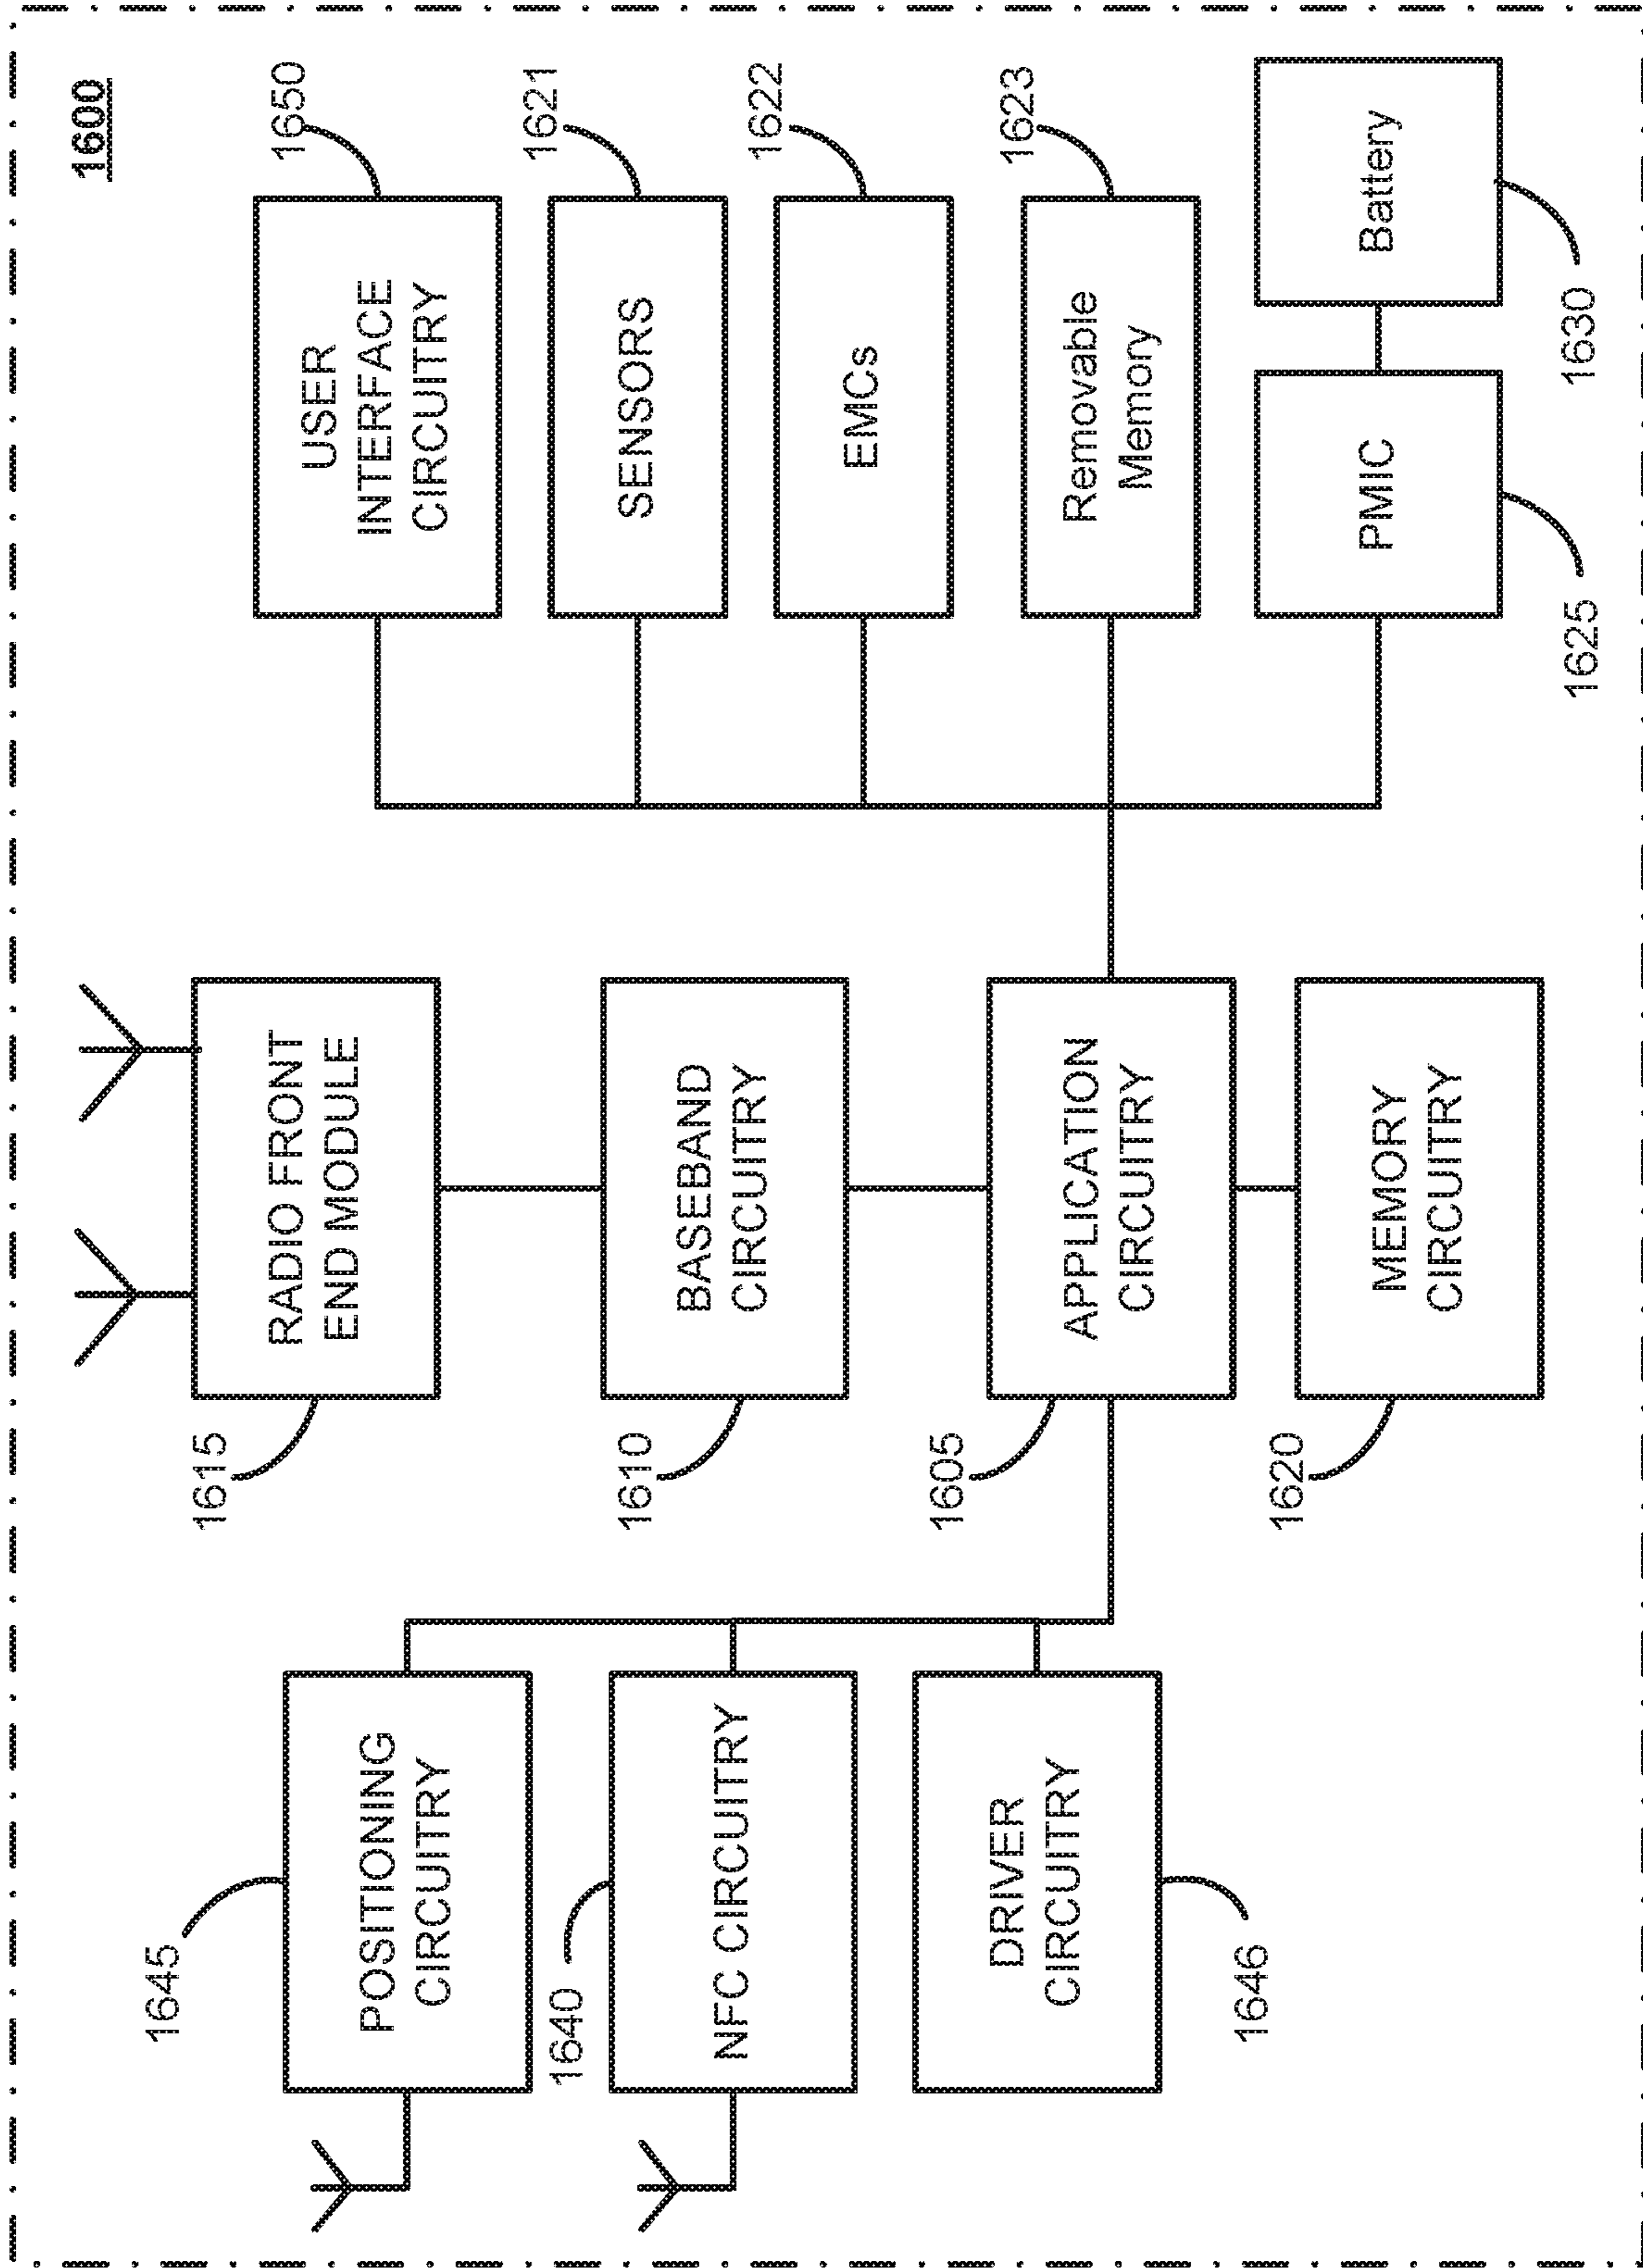 1600
1645
POSITIONING
CIRCUITRY
1640
NFC CIRCUITRY
DRIVER
CIRCUITRY
1646
1615
RADIO FRONT
END MODULE
1610
BASEBAND
CIRCUITRY
1605
APPLICATION
CIRCUITRY
1620
MEMORY
CIRCUITRY
1650
USER
INTERFACE
CIRCUITRY
1621
SENSORS
1622
EMCs
1623
Removable
Memory
PMIC
1625
Battery
1630